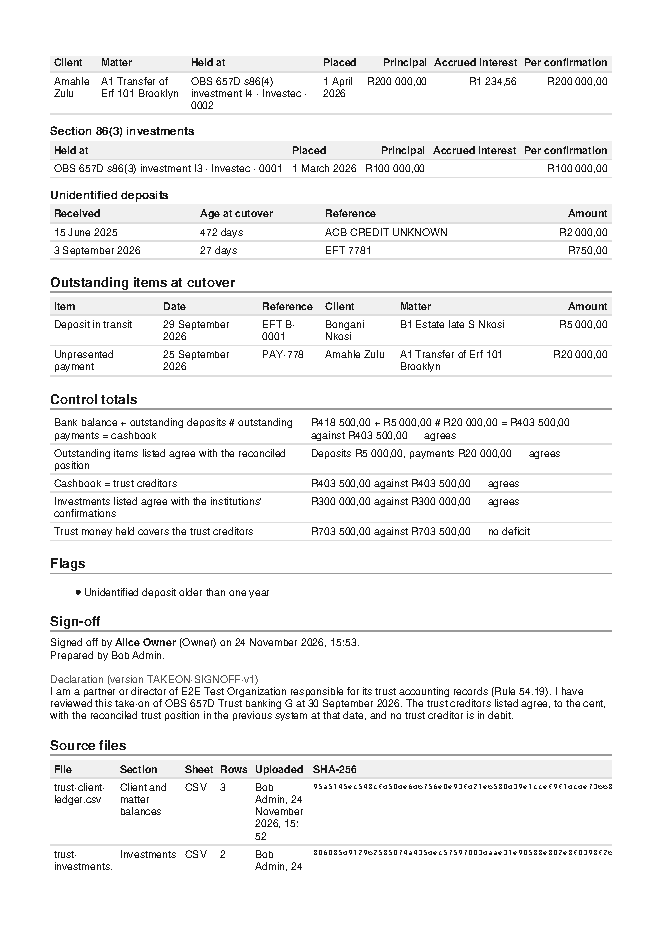 Client Matter Held at Placed Principal Accrued interest Per confirmation
Amahle Zulu A1 Transfer of Erf 101 Brooklyn OBS 657D s86(4) investment I4 · Investec · 0002 1 April 2026 R200 000,00 R1 234,56 R200 000,00
Section 86(3) investments
Held at Placed Principal Accrued interest Per confirmation
OBS 657D s86(3) investment I3 · Investec · 0001 1 March 2026 R100 000,00 R100 000,00
Unidentified deposits
Received Age at cutover Reference Amount
15 June 2025 472 days ACB CREDIT UNKNOWN R2 000,00
3 September 2026 27 days EFT 7781 R750,00
Outstanding items at cutover
Item Date Reference Client Matter Amount
Deposit in transit 29 September 2026 EFT B-0001 Bongani Nkosi B1 Estate late S Nkosi R5 000,00
Unpresented payment 25 September 2026 PAY-778 Amahle Zulu A1 Transfer of Erf 101 Brooklyn R20 000,00
Control totals
Bank balance + outstanding deposits # outstanding payments = cashbook R418 500,00 + R5 000,00 # R20 000,00 = R403 500,00 against R403 500,00 agrees
Outstanding items listed agree with the reconciled position Deposits R5 000,00, payments R20 000,00 agrees
Cashbook = trust creditors R403 500,00 against R403 500,00 agrees
Investments listed agree with the institutions' confirmations R300 000,00 against R300 000,00 agrees
Trust money held covers the trust creditors R703 500,00 against R703 500,00 no deficit
Flags
• Unidentified deposit older than one year
Sign-off
Signed off by Alice Owner (Owner) on 24 November 2026, 15:53.
Prepared by Bob Admin.
Declaration (version TAKEON-SIGNOFF-v1)
I am a partner or director of E2E Test Organization responsible for its trust accounting records (Rule 54.19). I have
reviewed this take-on of OBS 657D Trust banking G at 30 September 2026. The trust creditors listed agree, to the cent,
with the reconciled trust position in the previous system at that date, and no trust creditor is in debit.
Source files
File Section Sheet Rows Uploaded SHA-256
trust-client-ledger.csv Client and matter balances CSV 3 Bob Admin, 24 November 2026, 15:52
trust-investments. Investments CSV 2 Bob Admin, 24